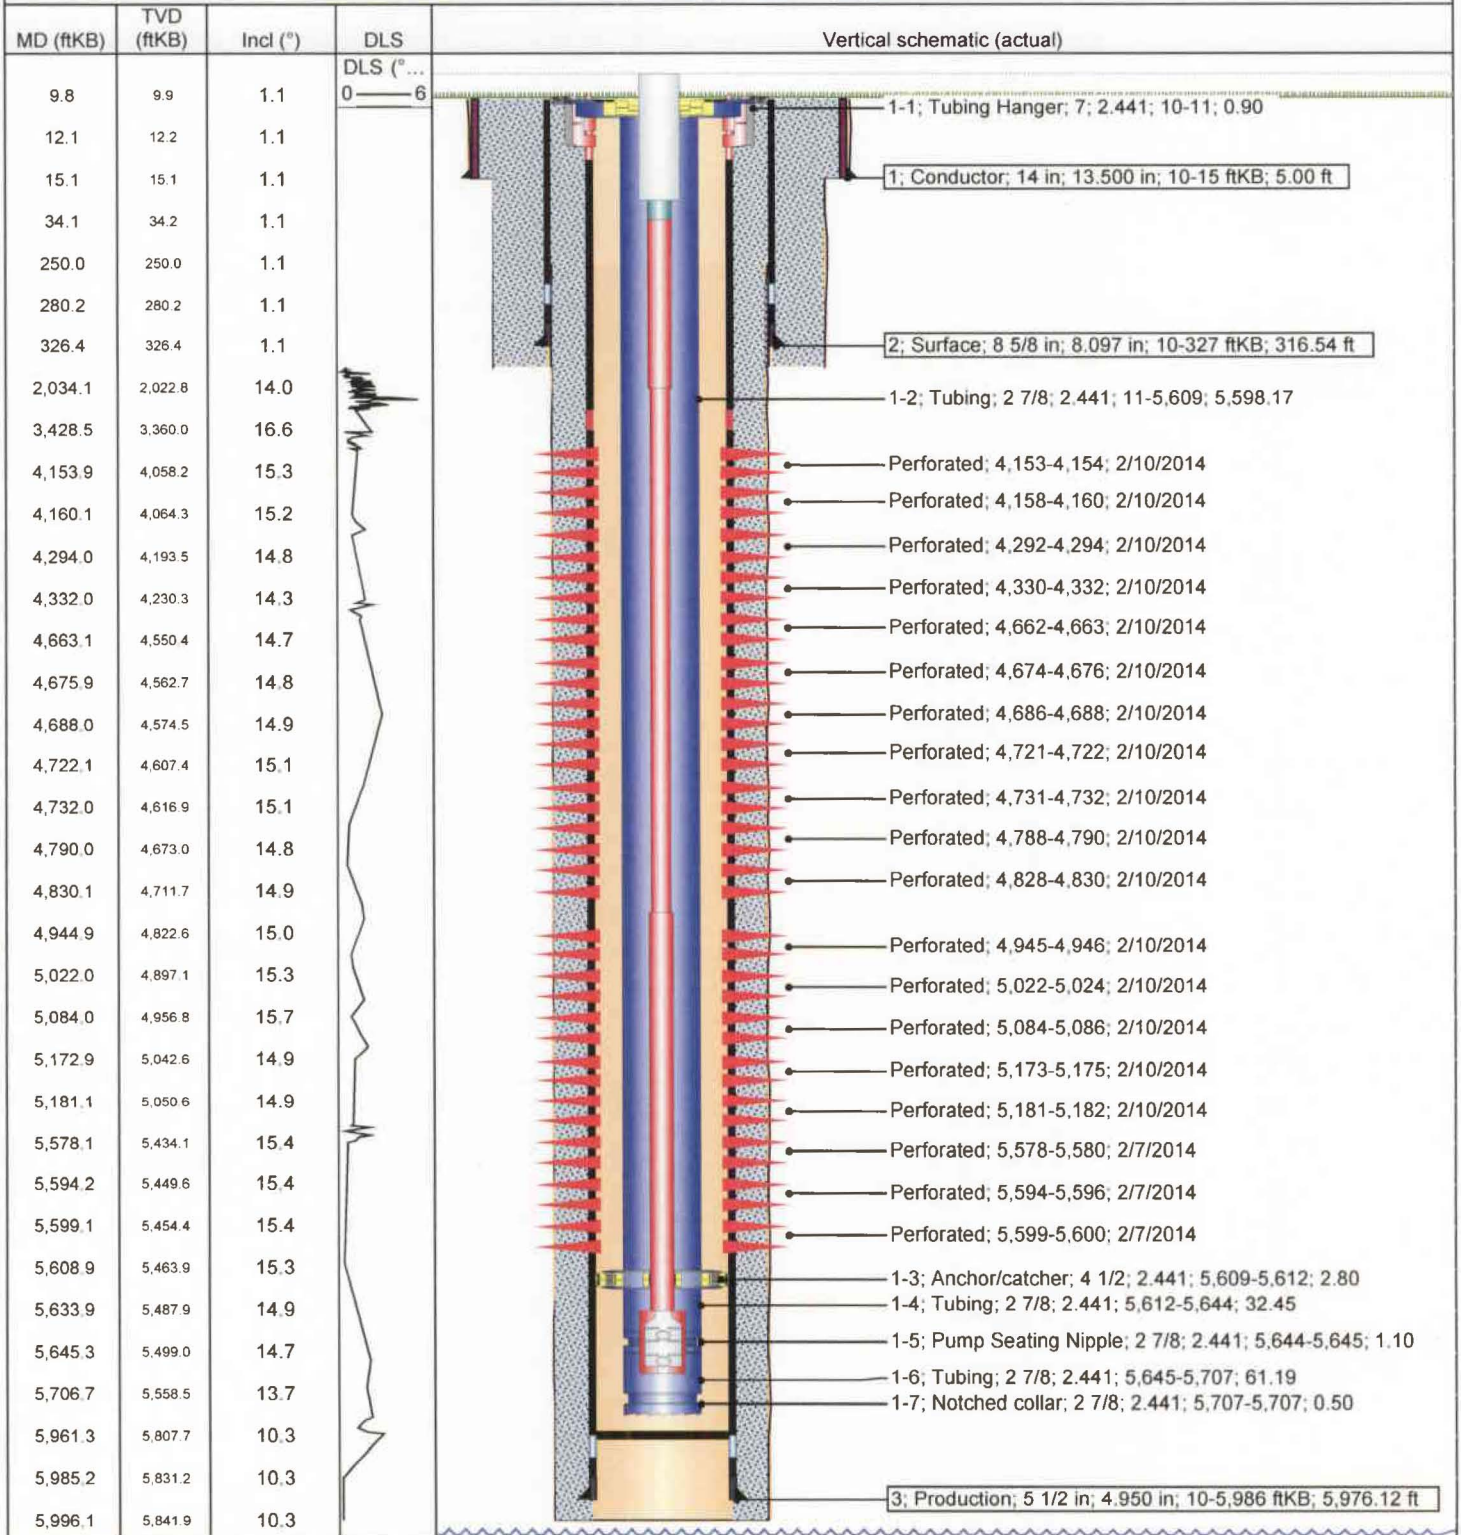 MD (ftKB) TVD (ftKB) Incl (°) DLS Vertical schematic (actual)
DLS (°...
0 6
9.8 9.9 1.1
1-1; Tubing Hanger; 7; 2.441; 10-11; 0.90
12.1 12.2 1.1
15.1 15.1 1.1
1; Conductor; 14 in; 13.500 in; 10-15 ftKB; 5.00 ft
34.1 34.2 1.1
250.0 250.0 1.1
280.2 280.2 1.1
326.4 326.4 1.1
2; Surface; 8 5/8 in; 8.097 in; 10-327 ftKB; 316.54 ft
2,034.1 2,022.8 14.0
1-2; Tubing; 2 7/8; 2.441; 11-5,609; 5,598.17
3,428.5 3,360.0 16.6
4,153.9 4,058.2 15.3
Perforated; 4,153-4,154; 2/10/2014
Perforated; 4,158-4,160; 2/10/2014
4,160.1 4,064.3 15.2
Perforated; 4,292-4,294; 2/10/2014
4,294.0 4,193.5 14.8
Perforated; 4,330-4,332; 2/10/2014
4,332.0 4,230.3 14.3
Perforated; 4,662-4,663; 2/10/2014
4,663.1 4,550.4 14.7
Perforated; 4,674-4,676; 2/10/2014
4,675.9 4,562.7 14.8
Perforated; 4,686-4,688; 2/10/2014
4,688.0 4,574.5 14.9
Perforated; 4,721-4,722; 2/10/2014
4,722.1 4,607.4 15.1
Perforated; 4,731-4,732; 2/10/2014
4,732.0 4,616.9 15.1
Perforated; 4,788-4,790; 2/10/2014
4,790.0 4,673.0 14.8
Perforated; 4,828-4,830; 2/10/2014
4,830.1 4,711.7 14.9
4,944.9 4,822.6 15.0
Perforated; 4,945-4,946; 2/10/2014
5,022.0 4,897.1 15.3
Perforated; 5,022-5,024; 2/10/2014
5,084.0 4,956.8 15.7
Perforated; 5,084-5,086; 2/10/2014
5,172.9 5,042.6 14.9
Perforated; 5,173-5,175; 2/10/2014
5,181.1 5,050.6 14.9
Perforated; 5,181-5,182; 2/10/2014
5,578.1 5,434.1 15.4
Perforated; 5,578-5,580; 2/7/2014
5,594.2 5,449.6 15.4
Perforated; 5,594-5,596; 2/7/2014
5,599.1 5,454.4 15.4
Perforated; 5,599-5,600; 2/7/2014
5,608.9 5,463.9 15.3
1-3; Anchor/catcher; 4 1/2; 2.441; 5,609-5,612; 2.80
1-4; Tubing; 2 7/8; 2.441; 5,612-5,644; 32.45
5,633.9 5,487.9 14.9
1-5; Pump Seating Nipple; 2 7/8; 2.441; 5,644-5,645; 1.10
5,645.3 5,499.0 14.7
1-6; Tubing; 2 7/8; 2.441; 5,645-5,707; 61.19
5,706.7 5,558.5 13.7
1-7; Notched collar; 2 7/8; 2.441; 5,707-5,707; 0.50
5,961.3 5,807.7 10.3
5,985.2 5,831.2 10.3
3; Production; 5 1/2 in; 4.950 in; 10-5,986 ftKB; 5,976.12 ft
5,996.1 5,841.9 10.3